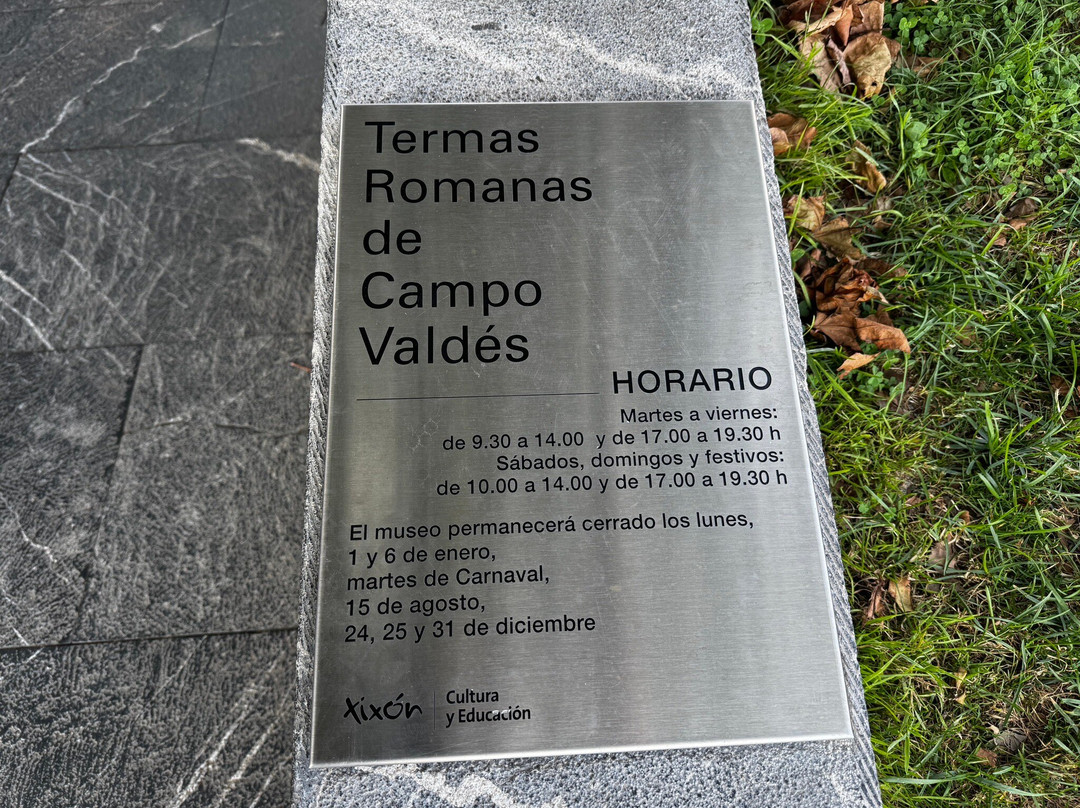 Termas
Romanas
de
Campo
Valdés
HORARIO
Martes a viernes:
de 9.30 a 14.00 y de 17.00 a 19.30 h
Sábados, domingos y festivos:
de 10.00 a 14.00 y de 17.00 a 19.30 h
El museo permanecerá cerrado los lunes,
1 y 6 de enero,
martes de Carnaval,
15 de agosto,
24, 25 y 31 de diciembre
Xixón
Cultura
y Educación